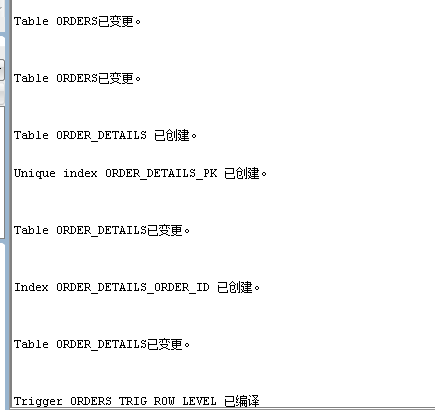 Table ORDERS已变更。
Table ORDERS已变更。
Table ORDER_DETAILS 已创建。
Unique index ORDER_DETAILS_PK 已创建。
Table ORDER_DETAILS已变更。
Index ORDER_DETAILS_ORDER_ID 已创建。
Table ORDER_DETAILS已变更。
Trigger ORDERS_TRIG_ROW_LEVEL 已编译